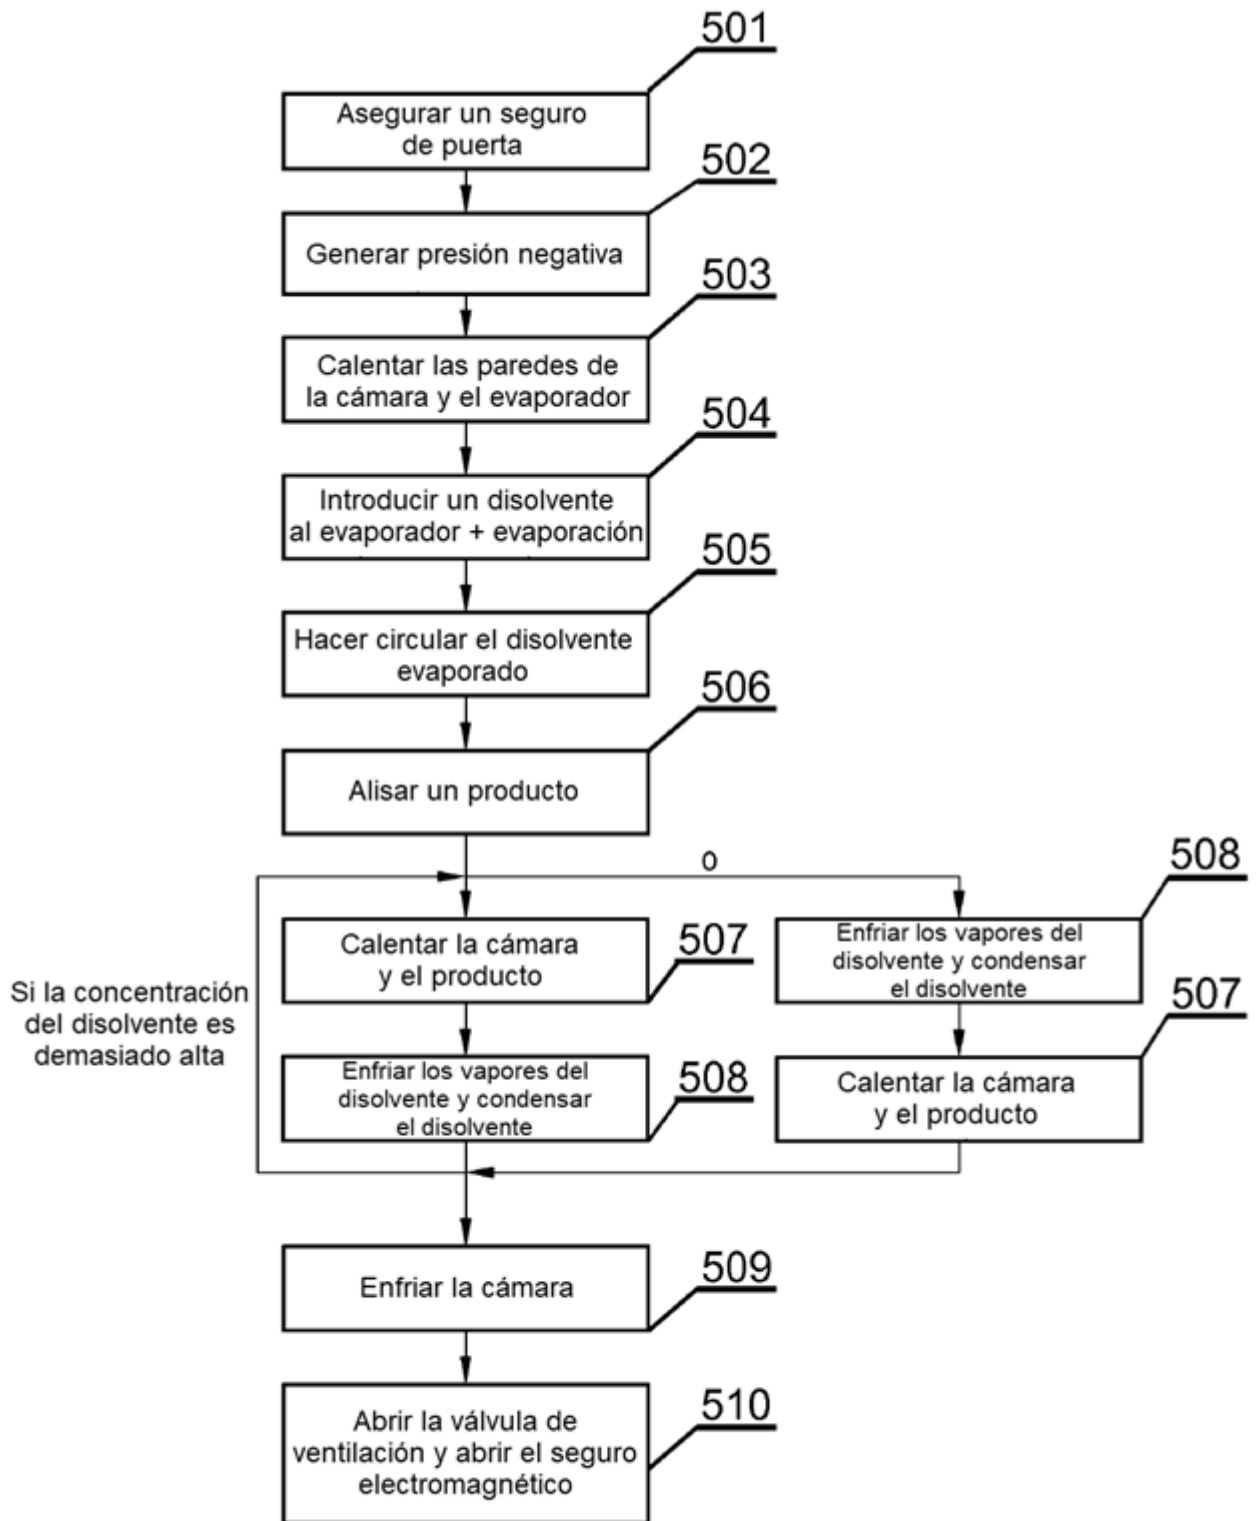 501
Asegurar un seguro
de puerta
502
Generar presión negativa
503
Calentar las paredes de
la cámara y el evaporador
504
Introducir un disolvente
al evaporador + evaporación
505
Hacer circular el disolvente
evaporado
506
Alisar un producto
o
508
Enfriar los vapores del
disolvente y condensar
el disolvente
Calentar la cámara
y el producto
507
Si la concentración
del disolvente es
demasiado alta
507
Calentar la cámara
y el producto
Enfriar los vapores del
disolvente y condensar
el disolvente
508
Enfriar la cámara
509
Abrir la válvula de
ventilación y abrir el seguro
electromagnético
510